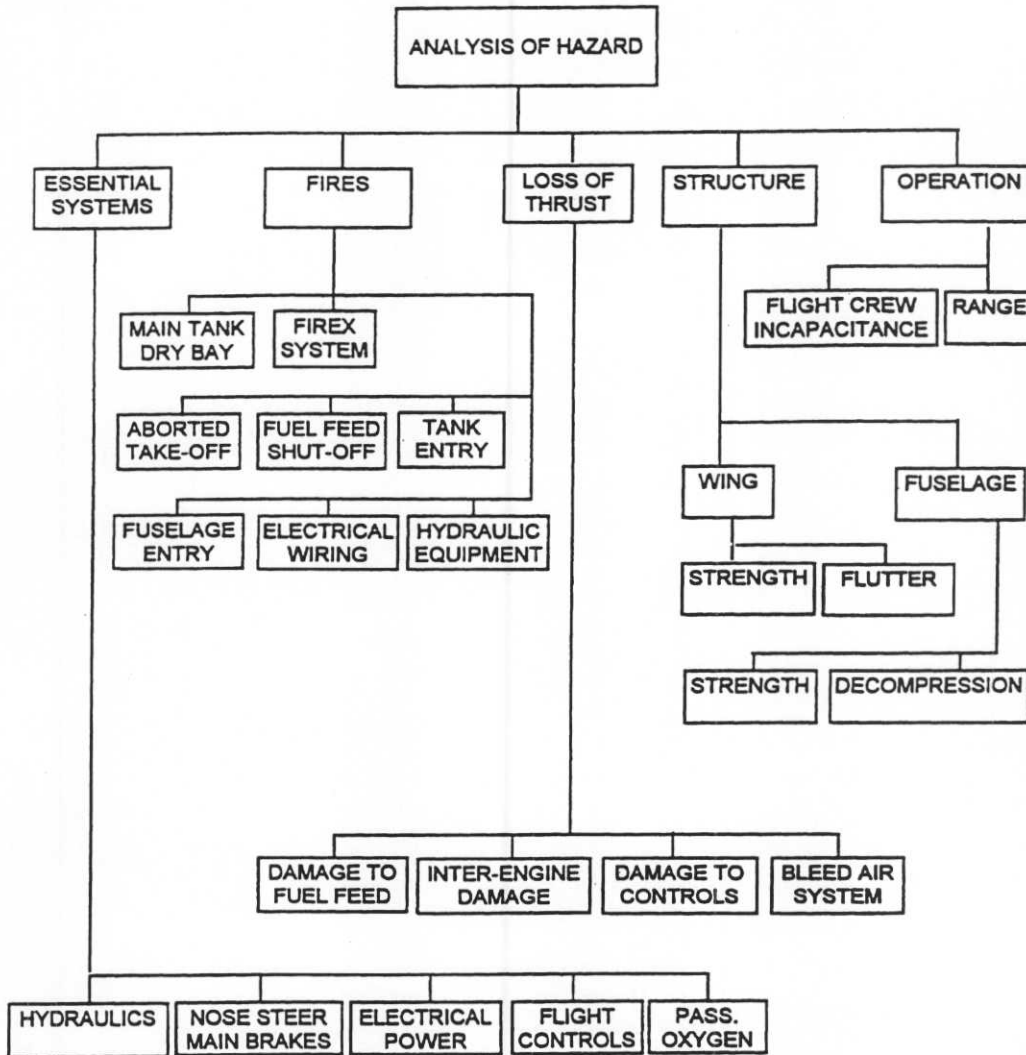 ANALYSIS OF HAZARD
ESSENTIAL
SYSTEMS
FIRES
LOSS OF
THRUST
STRUCTURE
OPERATION
FLIGHT CREW
INCAPACITANCE
RANGE
MAIN TANK
DRY BAY
FIREX
SYSTEM
ABORTED
TAKE-OFF
FUEL FEED
SHUT-OFF
TANK
ENTRY
WING
FUSELAGE
FUSELAGE
ENTRY
ELECTRICAL
WIRING
HYDRAULIC
EQUIPMENT
STRENGTH
FLUTTER
STRENGTH
DECOMPRESSION
DAMAGE TO
FUEL FEED
INTER-ENGINE
DAMAGE
DAMAGE TO
CONTROLS
BLEED AIR
SYSTEM
HYDRAULICS
NOSE STEER
MAIN BRAKES
ELECTRICAL
POWER
FLIGHT
CONTROLS
PASS.
OXYGEN